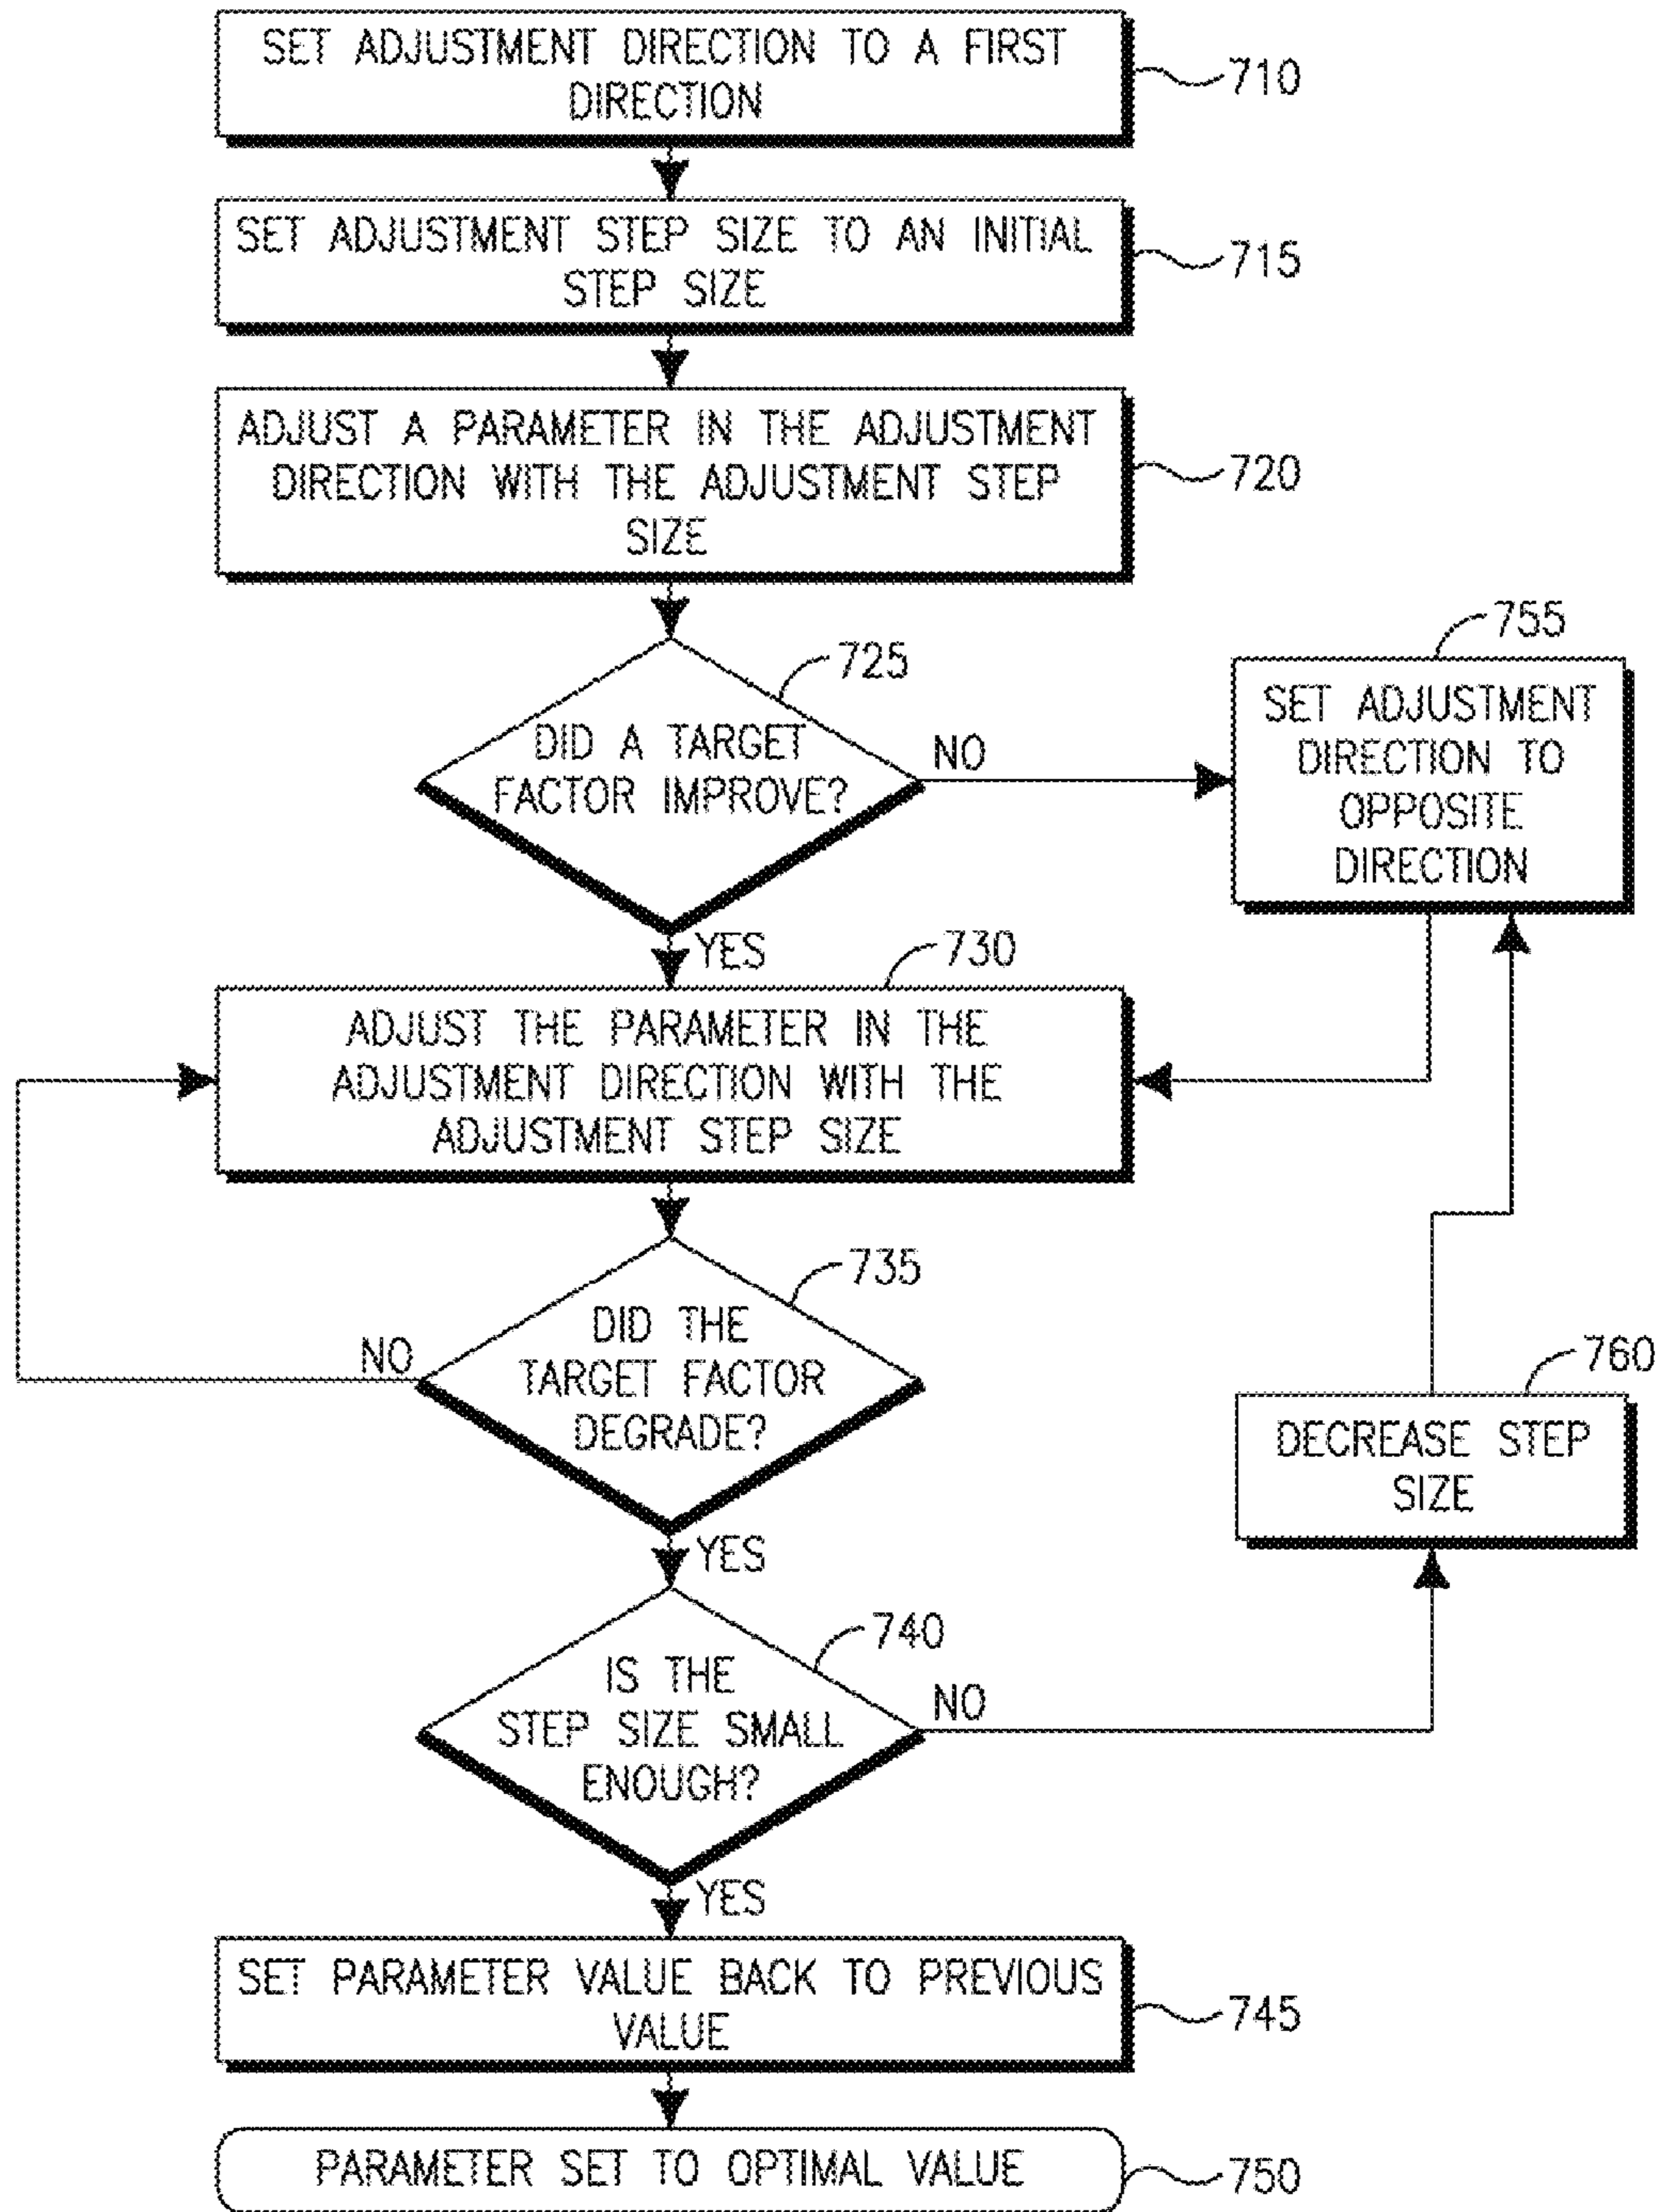 SET ADJUSTMENT DIRECTION TO A FIRST
DIRECTION
710
SET ADJUSTMENT STEP SIZE TO AN INITIAL
STEP SIZE
715
ADJUST A PARAMETER IN THE ADJUSTMENT
DIRECTION WITH THE ADJUSTMENT STEP
SIZE
720
725
DID A TARGET
FACTOR IMPROVE?
NO
YES
755
SET ADJUSTMENT
DIRECTION TO
OPPOSITE
DIRECTION
730
ADJUST THE PARAMETER IN THE
ADJUSTMENT DIRECTION WITH THE
ADJUSTMENT STEP SIZE
735
DID THE
TARGET FACTOR
DEGRADE?
NO
YES
760
DECREASE STEP
SIZE
740
IS THE
STEP SIZE SMALL
ENOUGH?
NO
YES
SET PARAMETER VALUE BACK TO PREVIOUS
VALUE
745
PARAMETER SET TO OPTIMAL VALUE
750